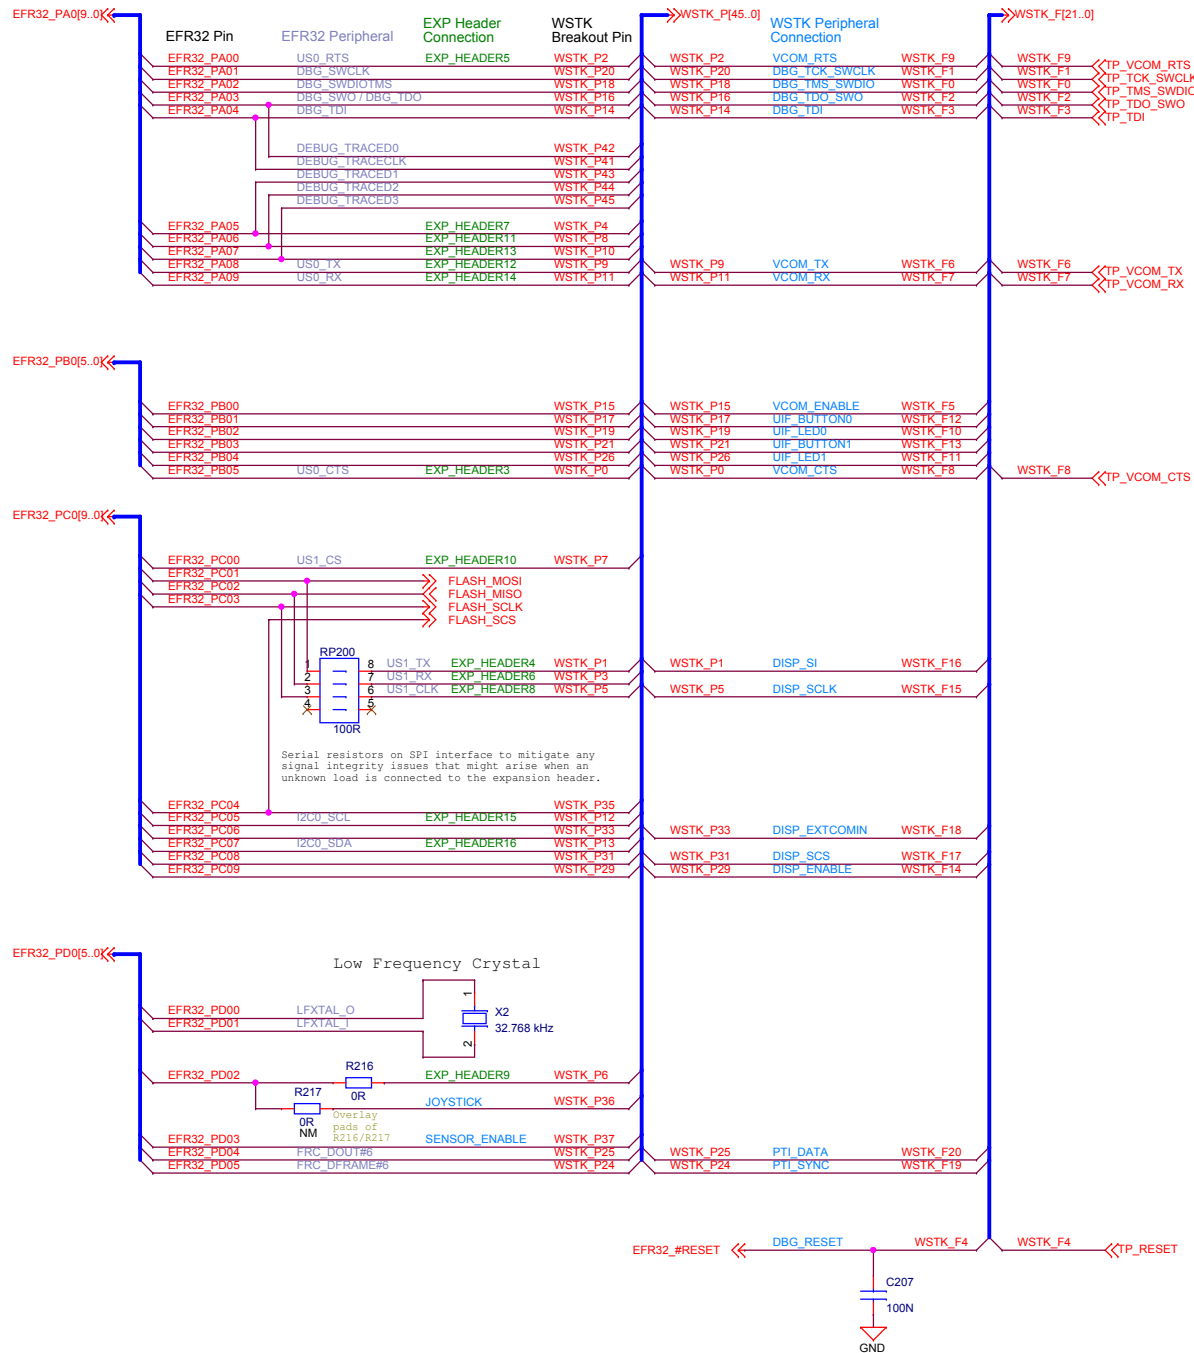 EFR32_PA0[9..0]
WSTK_P[45..0]
WSTK_F[21..0]
EFR32 Pin EFR32 Peripheral EXP Header Connection WSTK Breakout Pin WSTK Peripheral Connection
EFR32_PA00 US0_RTS EXP_HEADER5 WSTK_P2 WSTK_P2 VCOM_RTS WSTK_F9 WSTK_F9 TP_VCOM_RTS
EFR32_PA01 DBG_SWCLK WSTK_P20 WSTK_P20 DBG_TCK_SWCLK WSTK_F1 WSTK_F1 TP_TCK_SWCLK
EFR32_PA02 DBG_SWDIOTMS WSTK_P18 WSTK_P18 DBG_TMS_SWDIO WSTK_F0 WSTK_F0 TP_TMS_SWDIO
EFR32_PA03 DBG_SWO / DBG_TDO WSTK_P16 WSTK_P16 DBG_TDO_SWO WSTK_F2 WSTK_F2 TP_TDO_SWO
EFR32_PA04 DBG_TDI WSTK_P14 WSTK_P14 DBG_TDI WSTK_F3 WSTK_F3 TP_TDI
DEBUG_TRACED0 WSTK_P42
DEBUG_TRACECLK WSTK_P41
DEBUG_TRACED1 WSTK_P43
DEBUG_TRACED2 WSTK_P44
DEBUG_TRACED3 WSTK_P45
EFR32_PA05 EXP_HEADER7 WSTK_P4
EFR32_PA06 EXP_HEADER11 WSTK_P8
EFR32_PA07 EXP_HEADER13 WSTK_P10
EFR32_PA08 US0_TX EXP_HEADER12 WSTK_P9 WSTK_P9 VCOM_TX WSTK_F6 WSTK_F6 TP_VCOM_TX
EFR32_PA09 US0_RX EXP_HEADER14 WSTK_P11 WSTK_P11 VCOM_RX WSTK_F7 WSTK_F7 TP_VCOM_RX
EFR32_PB0[5..0]
EFR32_PB00 WSTK_P15 WSTK_P15 VCOM_ENABLE WSTK_F5
EFR32_PB01 WSTK_P17 WSTK_P17 UIF_BUTTON0 WSTK_F12
EFR32_PB02 WSTK_P19 WSTK_P19 UIF_LED0 WSTK_F10
EFR32_PB03 WSTK_P21 WSTK_P21 UIF_BUTTON1 WSTK_F13
EFR32_PB04 WSTK_P26 WSTK_P26 UIF_LED1 WSTK_F11
EFR32_PB05 US0_CTS EXP_HEADER3 WSTK_P0 WSTK_P0 VCOM_CTS WSTK_F8 WSTK_F8 TP_VCOM_CTS
EFR32_PC0[9..0]
EFR32_PC00 US1_CS EXP_HEADER10 WSTK_P7
EFR32_PC01 FLASH_MOSI
EFR32_PC02 FLASH_MISO
EFR32_PC03 FLASH_SCLK
FLASH_SCS
RP200
1 8 US1_TX EXP_HEADER4 WSTK_P1 WSTK_P1 DISP_SI WSTK_F16
2 7 US1_RX EXP_HEADER6 WSTK_P3
3 6 US1_CLK EXP_HEADER8 WSTK_P5 WSTK_P5 DISP_SCLK WSTK_F15
4 5
100R
Serial resistors on SPI interface to mitigate any
signal integrity issues that might arise when an
unknown load is connected to the expansion header.
EFR32_PC04 WSTK_P35
EFR32_PC05 I2C0_SCL EXP_HEADER15 WSTK_P12
EFR32_PC06 WSTK_P33 WSTK_P33 DISP_EXTCOMIN WSTK_F18
EFR32_PC07 I2C0_SDA EXP_HEADER16 WSTK_P13
EFR32_PC08 WSTK_P31 WSTK_P31 DISP_SCS WSTK_F17
EFR32_PC09 WSTK_P29 WSTK_P29 DISP_ENABLE WSTK_F14
EFR32_PD0[5..0]
Low Frequency Crystal
EFR32_PD00 LFXTAL_O
EFR32_PD01 LFXTAL_I
1
X2
32.768 kHz
2
R216
EFR32_PD02 EXP_HEADER9 WSTK_P6
0R
R217
JOYSTICK WSTK_P36
0R
NM
Overlay
pads of
R216/R217
EFR32_PD03 SENSOR_ENABLE WSTK_P37
EFR32_PD04 FRC_DOUT#6 WSTK_P25 WSTK_P25 PTI_DATA WSTK_F20
EFR32_PD05 FRC_DFRAME#6 WSTK_P24 WSTK_P24 PTI_SYNC WSTK_F19
EFR32_#RESET DBG_RESET WSTK_F4 WSTK_F4 TP_RESET
C207
100N
GND